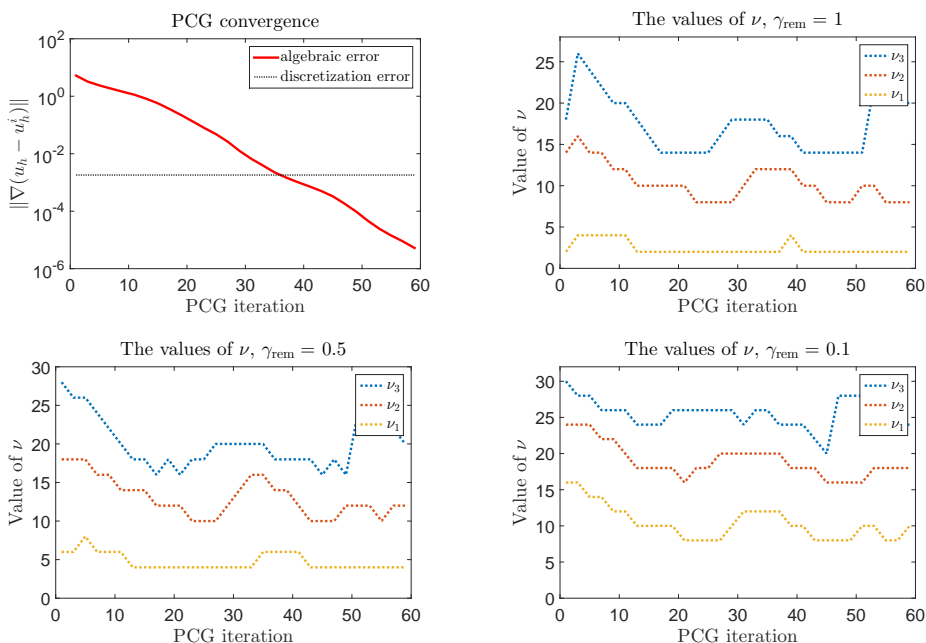 PCG convergence
‖∇(u_h − u_h^i)‖
10^2
10^0
10^-2
10^-4
10^-6
algebraic error
discretization error
0 10 20 30 40 50 60
PCG iteration
The values of ν, γ_rem = 1
Value of ν
25
20
15
10
5
0
ν_3
ν_2
ν_1
0 10 20 30 40 50 60
PCG iteration
The values of ν, γ_rem = 0.5
Value of ν
30
25
20
15
10
5
0
ν_3
ν_2
ν_1
0 10 20 30 40 50 60
PCG iteration
The values of ν, γ_rem = 0.1
Value of ν
30
25
20
15
10
5
0
ν_3
ν_2
ν_1
0 10 20 30 40 50 60
PCG iteration